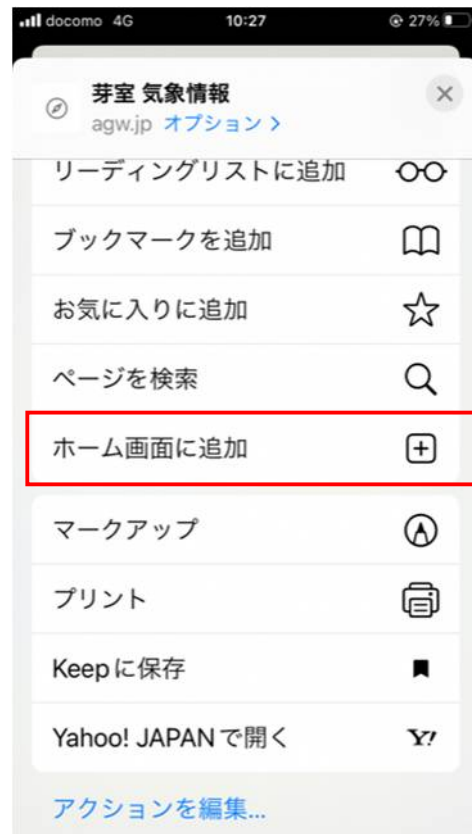 docomo 4G 10:27 27%
芽室 気象情報
agw.jp オプション >
リーディングリストに追加
ブックマークを追加
お気に入りに追加
ページを検索
ホーム画面に追加
マークアップ
プリント
Keepに保存
Yahoo! JAPANで開く Y!
アクションを編集...